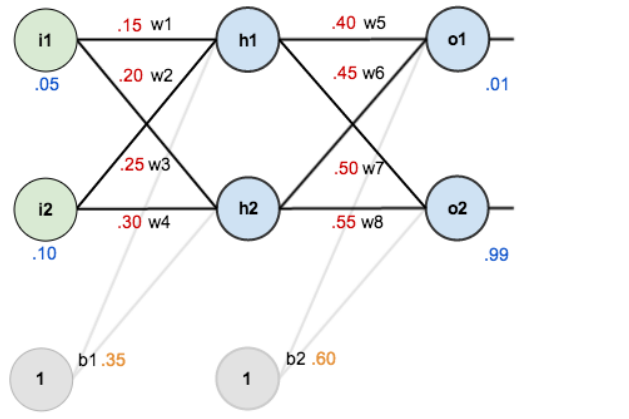 i1 .15 w1 h1 .40 w5 o1
.20 w2 .45 w6
.05 .01
.25 w3 .50 w7
i2 .30 w4 h2 .55 w8 o2
.10 .99
b1 .35 b2 .60
1 1